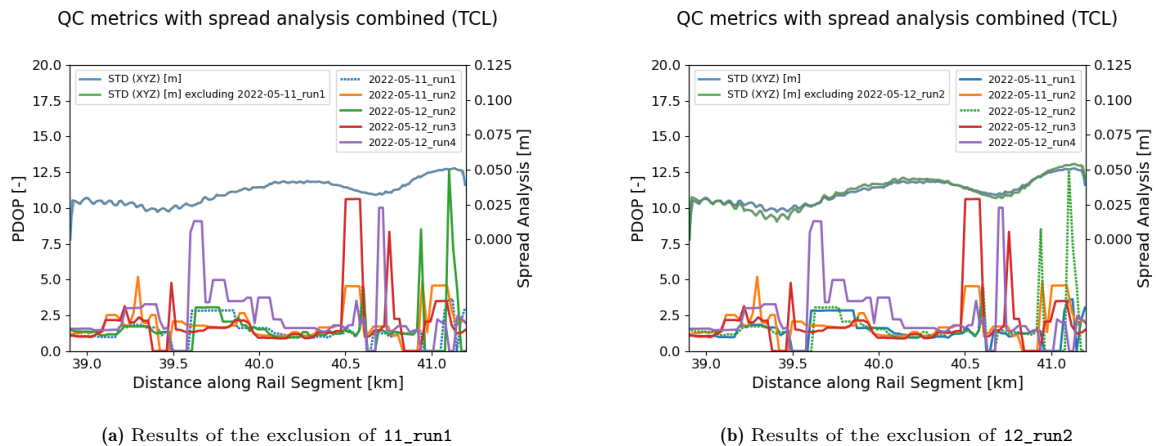 QC metrics with spread analysis combined (TCL)
STD (XYZ) [m]
STD (XYZ) [m] excluding 2022-05-11_run1
2022-05-11_run1
2022-05-11_run2
2022-05-12_run2
2022-05-12_run3
2022-05-12_run4
PDOP [-]
20.0
17.5
15.0
12.5
10.0
7.5
5.0
2.5
0.0
0.125
0.100
0.075
0.050
0.025
0.000
Spread Analysis [m]
39.0 39.5 40.0 40.5 41.0
Distance along Rail Segment [km]
(a) Results of the exclusion of 11_run1
QC metrics with spread analysis combined (TCL)
STD (XYZ) [m]
STD (XYZ) [m] excluding 2022-05-12_run2
2022-05-11_run1
2022-05-11_run2
2022-05-12_run2
2022-05-12_run3
2022-05-12_run4
PDOP [-]
20.0
17.5
15.0
12.5
10.0
7.5
5.0
2.5
0.0
0.125
0.100
0.075
0.050
0.025
0.000
Spread Analysis [m]
39.0 39.5 40.0 40.5 41.0
Distance along Rail Segment [km]
(b) Results of the exclusion of 12_run2